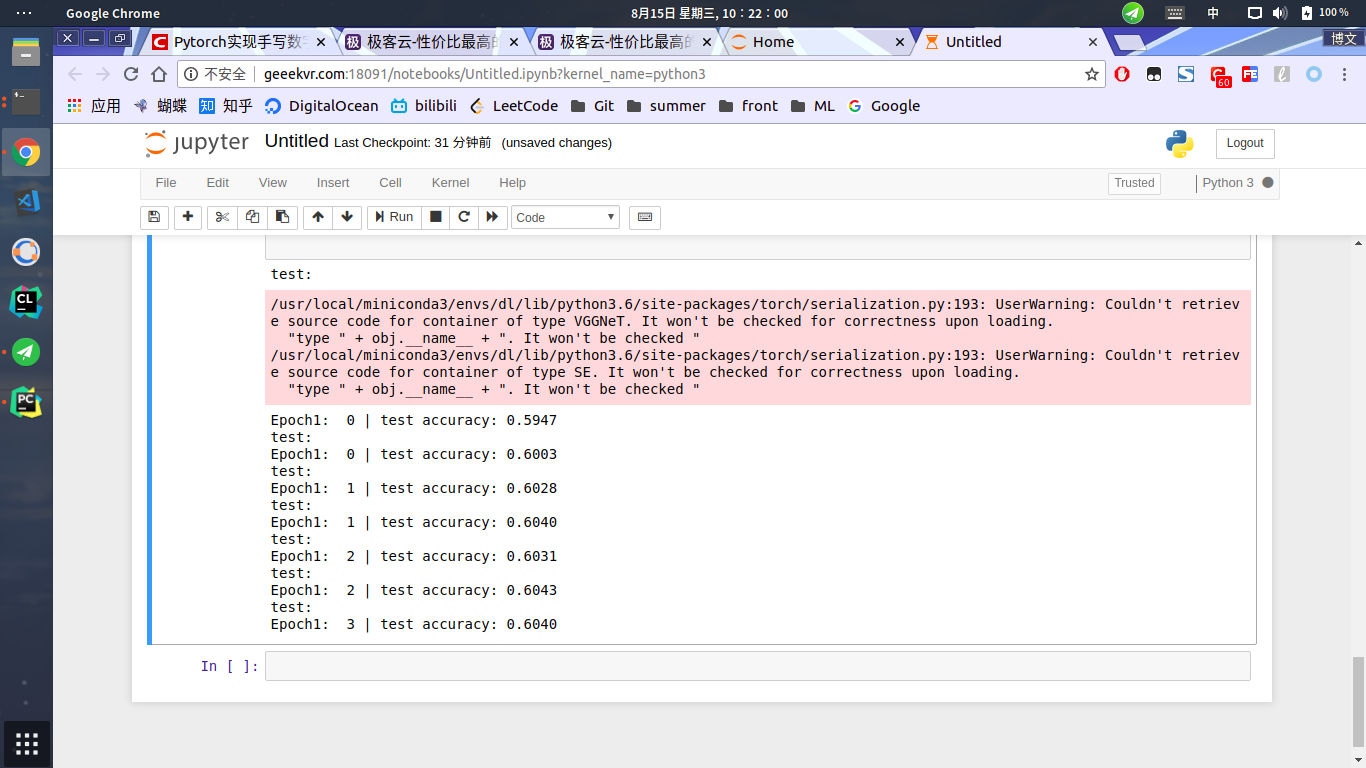 Google Chrome
8月15日 星期三, 10：22：00
中
100 %
Pytorch实现手写数字
极客云-性价比最高的
极客云-性价比最高的
Home
Untitled
博文
不安全
geeekvr.com:18091/notebooks/Untitled.ipynb?kernel_name=python3
60
FE
应用
蝴蝶
知 知乎
DigitalOcean
bilibili
LeetCode
Git
summer
front
ML
Google
jupyter
Untitled Last Checkpoint: 31 分钟前 (unsaved changes)
Logout
File Edit View Insert Cell Kernel Help
Trusted
Python 3
Run
Code
test:
/usr/local/miniconda3/envs/dl/lib/python3.6/site-packages/torch/serialization.py:193: UserWarning: Couldn't retriev
e source code for container of type VGGNeT. It won't be checked for correctness upon loading.
"type " + obj.__name__ + ". It won't be checked "
/usr/local/miniconda3/envs/dl/lib/python3.6/site-packages/torch/serialization.py:193: UserWarning: Couldn't retriev
e source code for container of type SE. It won't be checked for correctness upon loading.
"type " + obj.__name__ + ". It won't be checked "
Epoch1:  0 | test accuracy: 0.5947
test:
Epoch1:  0 | test accuracy: 0.6003
test:
Epoch1:  1 | test accuracy: 0.6028
test:
Epoch1:  1 | test accuracy: 0.6040
test:
Epoch1:  2 | test accuracy: 0.6031
test:
Epoch1:  2 | test accuracy: 0.6043
test:
Epoch1:  3 | test accuracy: 0.6040
In [ ]:
CL
PC